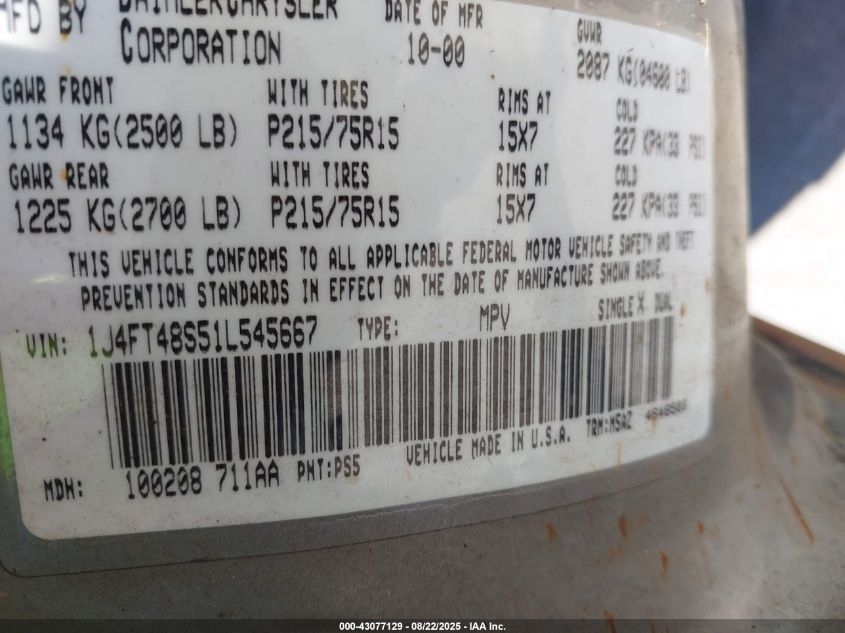 MFD BY DAIMLERCHRYSLER CORPORATION
DATE OF MFR
10-00
GVWR
2087 KG(04600 LB)
GAWR FRONT WITH TIRES RIMS AT COLD
1134 KG(2500 LB) P215/75R15 15X7 227 KPA(33 PSI)
GAWR REAR WITH TIRES RIMS AT COLD
1225 KG(2700 LB) P215/75R15 15X7 227 KPA(33 PSI)
THIS VEHICLE CONFORMS TO ALL APPLICABLE FEDERAL MOTOR VEHICLE SAFETY AND THEFT
PREVENTION STANDARDS IN EFFECT ON THE DATE OF MANUFACTURE SHOWN ABOVE.
VIN: 1J4FT48S51L545667 TYPE: MPV SINGLE X DUAL
MDH: 100208 711AA PNT:PS5 VEHICLE MADE IN U.S.A. TRM:MSAZ
000-43077129 - 08/22/2025 - IAA Inc.